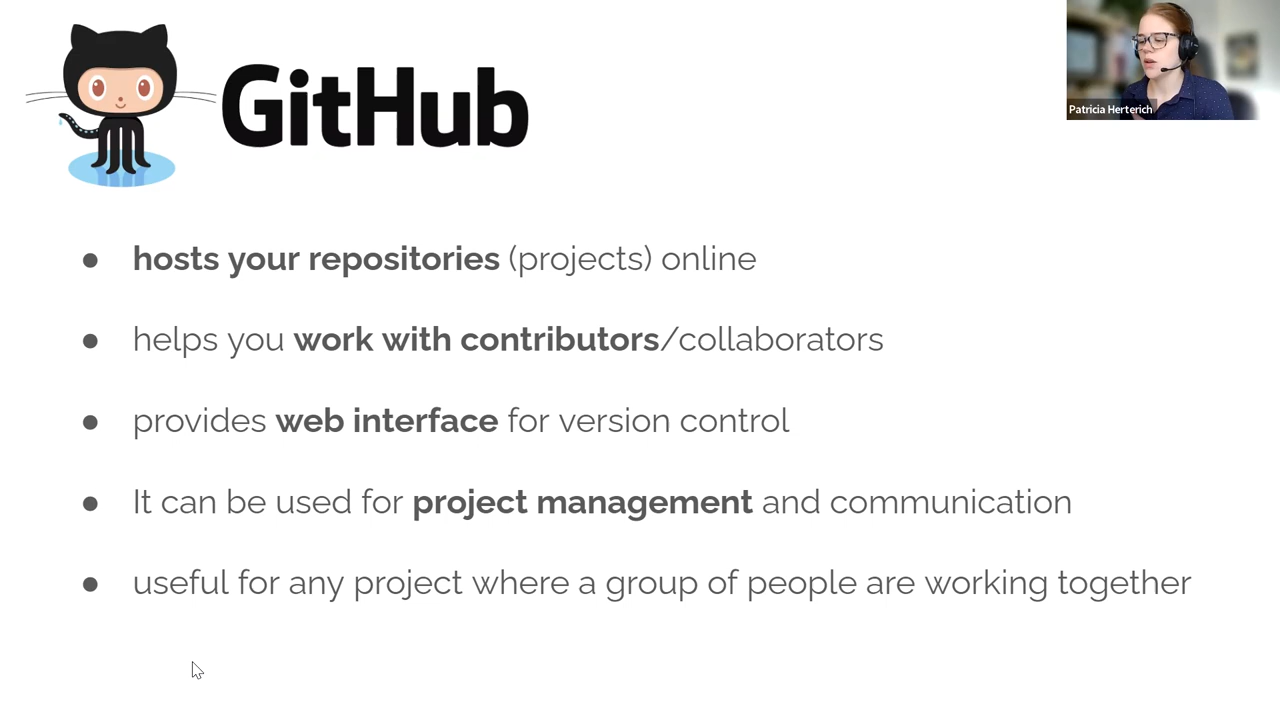 GitHub
Patricia Herterich
● hosts your repositories (projects) online
● helps you work with contributors/collaborators
● provides web interface for version control
● It can be used for project management and communication
● useful for any project where a group of people are working together